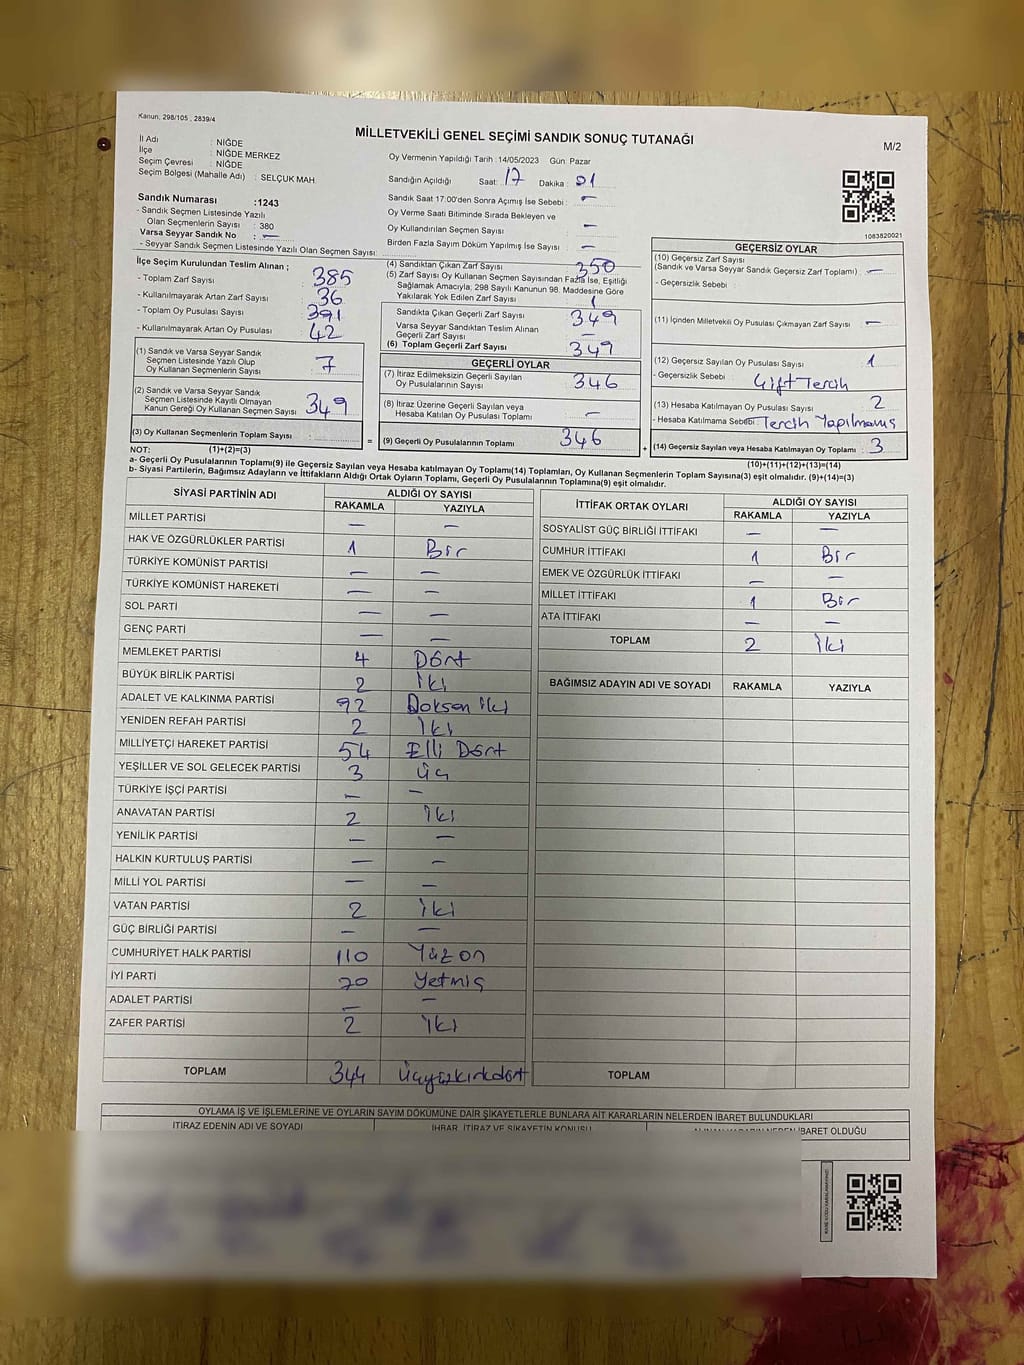 Kanun, 298/105 , 2839/4
MİLLETVEKİLİ GENEL SEÇİMİ SANDIK SONUÇ TUTANAĞI
M/2
İl Adı : NİĞDE
İlçe : NİĞDE MERKEZ
Seçim Çevresi : NİĞDE
Seçim Bölgesi (Mahalle Adı) : SELÇUK MAH.
Oy Vermenin Yapıldığı Tarih :14/05/2023 Gün: Pazar
Sandığın Açıldığı Saat: 17 Dakika : 01
Sandık Saat 17:00'den Sonra Açımış İse Sebebi : —
Oy Verme Saati Bitiminde Sırada Bekleyen ve
Oy Kullandırılan Seçmen Sayısı : —
Birden Fazla Sayım Döküm Yapılmış İse Sayısı : —
1083820021
Sandık Numarası :1243
- Sandık Seçmen Listesinde Yazılı
Olan Seçmenlerin Sayısı : 380
Varsa Seyyar Sandık No : —
- Seyyar Sandık Seçmen Listesinde Yazılı Olan Seçmen Sayısı:
İlçe Seçim Kurulundan Teslim Alınan ;
- Toplam Zarf Sayısı : 385
- Kullanılmayarak Artan Zarf Sayısı : 36
- Toplam Oy Pusulası Sayısı : 391
- Kullanılmayarak Artan Oy Pusulası : 42
(1) Sandık ve Varsa Seyyar Sandık
Seçmen Listesinde Yazılı Olup
Oy Kullanan Seçmenlerin Sayısı : 7
(2) Sandık ve Varsa Seyyar Sandık
Seçmen Listesinde Kayıtlı Olmayan
Kanun Gereği Oy Kullanan Seçmen Sayısı : 349
(3) Oy Kullanan Seçmenlerin Toplam Sayısı :
(4) Sandıktan Çıkan Zarf Sayısı : 350
(5) Zarf Sayısı Oy Kullanan Seçmen Sayısından Fazla İse, Eşitliği
Sağlamak Amacıyla; 298 Sayılı Kanunun 98. Maddesine Göre
Yakılarak Yok Edilen Zarf Sayısı : 1
Sandıkta Çıkan Geçerli Zarf Sayısı : 349
Varsa Seyyar Sandıktan Teslim Alınan
Geçerli Zarf Sayısı : —
(6) Toplam Geçerli Zarf Sayısı : 349
GEÇERLİ OYLAR
(7) İtiraz Edilmeksizin Geçerli Sayılan
Oy Pusulalarının Sayısı : 346
(8) İtiraz Üzerine Geçerli Sayılan veya
Hesaba Katılan Oy Pusulası Toplamı : —
= (9) Geçerli Oy Pusulalarının Toplamı : 346
GEÇERSİZ OYLAR
(10) Geçersiz Zarf Sayısı
(Sandık ve Varsa Seyyar Sandık Geçersiz Zarf Toplamı) : —
- Geçersizlik Sebebi :
(11) İçinden Milletvekili Oy Pusulası Çıkmayan Zarf Sayısı : —
(12) Geçersiz Sayılan Oy Pusulası Sayısı : 1
- Geçersizlik Sebebi : Çift Tercih
(13) Hesaba Katılmayan Oy Pusulası Sayısı : 2
- Hesaba Katılmama Sebebi : Tercih Yapılmamış
+ (14) Geçersiz Sayılan veya Hesaba Katılmayan Oy Toplamı : 3
NOT: (1)+(2)=(3)
(10)+(11)+(12)+(13)=(14)
a- Geçerli Oy Pusulalarının Toplamı(9) ile Geçersiz Sayılan veya Hesaba katılmayan Oy Toplamı(14) Toplamları, Oy Kullanan Seçmenlerin Toplam Sayısına(3) eşit olmalıdır. (9)+(14)=(3)
b- Siyasi Partilerin, Bağımsız Adayların ve İttifakların Aldığı Ortak Oyların Toplamı, Geçerli Oy Pusulalarının Toplamına(9) eşit olmalıdır.
SİYASİ PARTİNİN ADI ALDIĞI OY SAYISI
RAKAMLA YAZIYLA
MİLLET PARTİSİ — —
HAK VE ÖZGÜRLÜKLER PARTİSİ 1 Bir
TÜRKİYE KOMÜNİST PARTİSİ — —
TÜRKİYE KOMÜNİST HAREKETİ — —
SOL PARTİ — —
GENÇ PARTİ — —
MEMLEKET PARTİSİ 4 Dört
BÜYÜK BİRLİK PARTİSİ 2 İki
ADALET VE KALKINMA PARTİSİ 92 Doksan iki
YENİDEN REFAH PARTİSİ 2 İki
MİLLİYETÇİ HAREKET PARTİSİ 54 Elli Dört
YEŞİLLER VE SOL GELECEK PARTİSİ 3 üç
TÜRKİYE İŞÇİ PARTİSİ — —
ANAVATAN PARTİSİ 2 İki
YENİLİK PARTİSİ — —
HALKIN KURTULUŞ PARTİSİ — —
MİLLİ YOL PARTİSİ — —
VATAN PARTİSİ 2 İki
GÜÇ BİRLİĞİ PARTİSİ — —
CUMHURİYET HALK PARTİSİ 110 Yüz on
İYİ PARTİ 70 Yetmiş
ADALET PARTİSİ — —
ZAFER PARTİSİ 2 İki
TOPLAM 344 Üçyüzkırkdört
İTTİFAK ORTAK OYLARI ALDIĞI OY SAYISI
RAKAMLA YAZIYLA
SOSYALİST GÜÇ BİRLİĞİ İTTİFAKI — —
CUMHUR İTTİFAKI 1 Bir
EMEK VE ÖZGÜRLÜK İTTİFAKI — —
MİLLET İTTİFAKI 1 Bir
ATA İTTİFAKI — —
TOPLAM 2 İki
BAĞIMSIZ ADAYIN ADI VE SOYADI RAKAMLA YAZIYLA
TOPLAM
OYLAMA İŞ VE İŞLEMLERİNE VE OYLARIN SAYIM DÖKÜMÜNE DAİR ŞİKAYETLERLE BUNLARA AİT KARARLARIN NELERDEN İBARET BULUNDUKLARI
İTİRAZ EDENİN ADI VE SOYADI İHBAR, İTİRAZ VE ŞİKAYETİN KONUSU ALINAN KARARIN NEDEN İBARET OLDUĞU